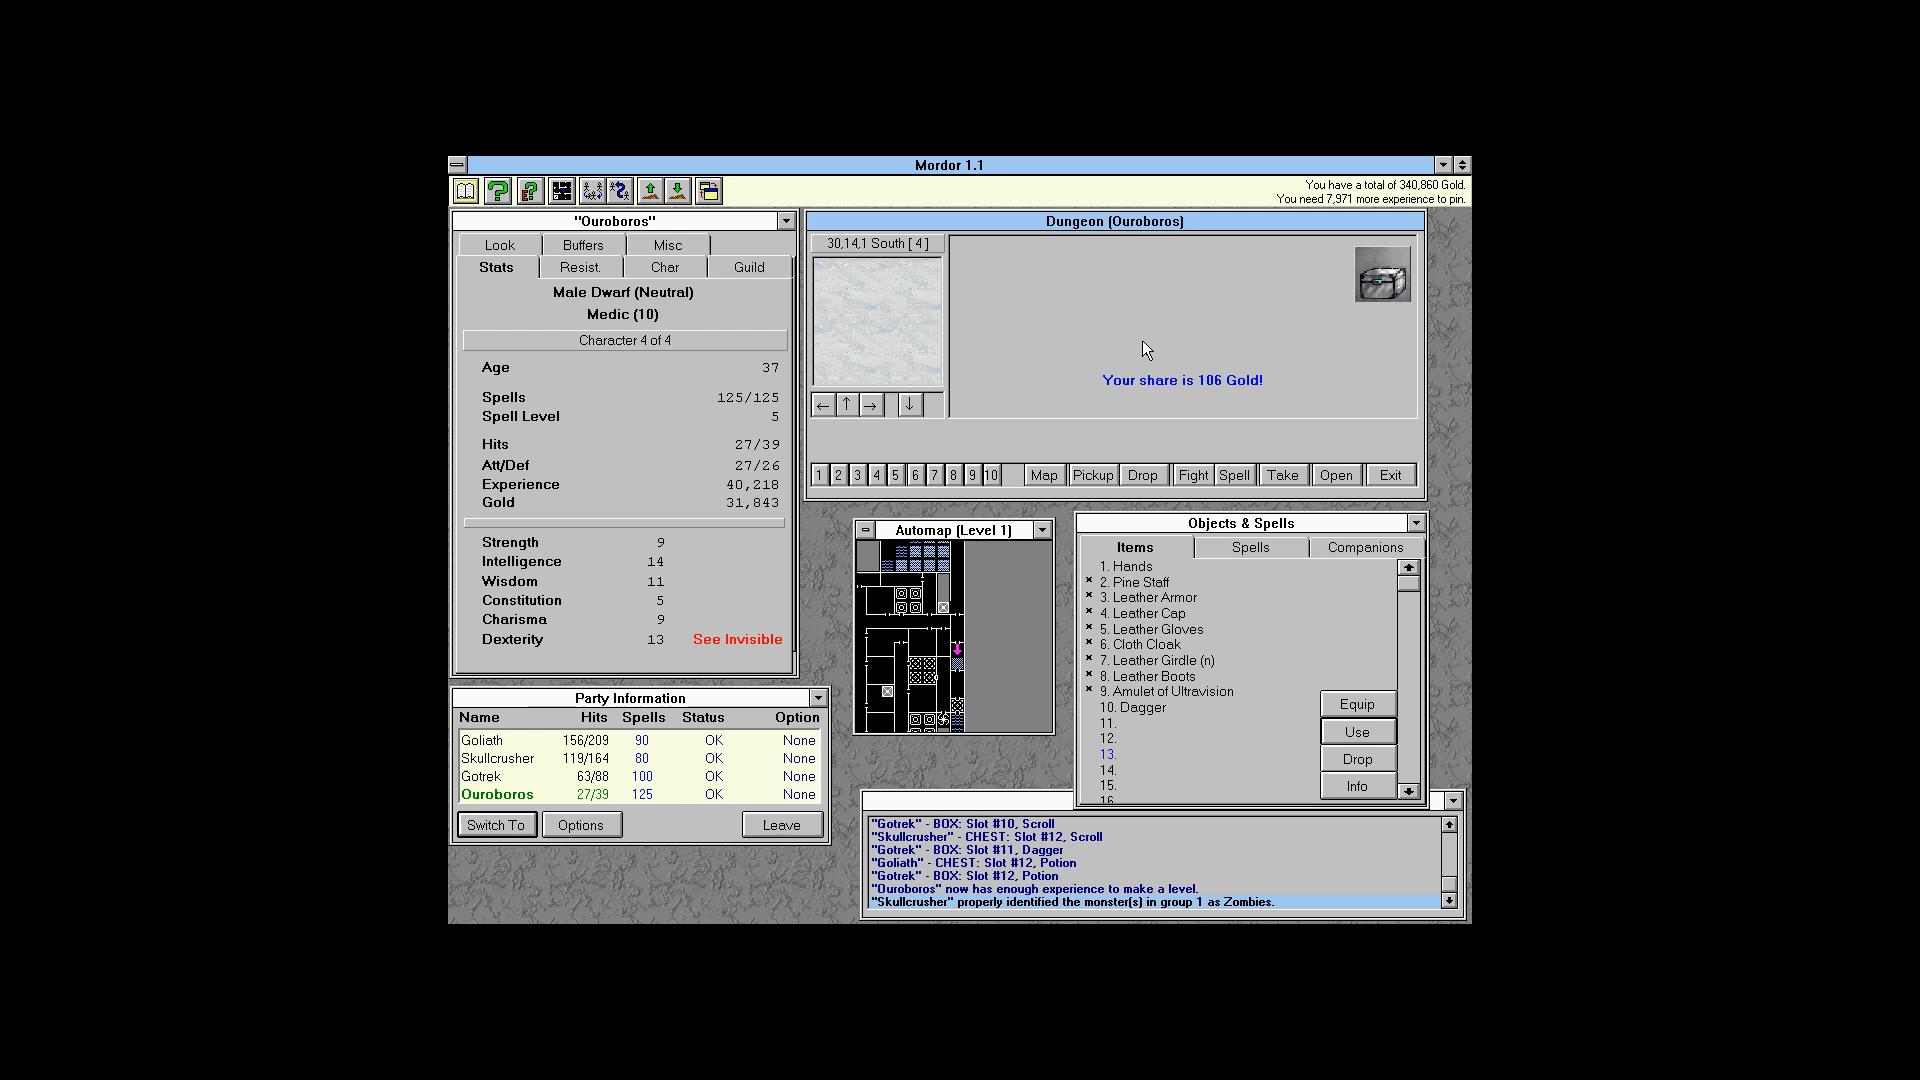 Mordor 1.1
You have a total of 340,860 Gold.
You need 7,971 more experience to pin.
"Ouroboros"
Look Buffers Misc
Stats Resist. Char Guild
Male Dwarf (Neutral)
Medic (10)
Character 4 of 4
Age 37
Spells 125/125
Spell Level 5
Hits 27/39
Att/Def 27/26
Experience 40,218
Gold 31,843
Strength 9
Intelligence 14
Wisdom 11
Constitution 5
Charisma 9
Dexterity 13 See Invisible
Party Information
Name Hits Spells Status Option
Goliath 156/209 90 OK None
Skullcrusher 119/164 80 OK None
Gotrek 63/88 100 OK None
Ouroboros 27/39 125 OK None
Switch To Options Leave
Dungeon (Ouroboros)
30,14,1 South [ 4 ]
Your share is 106 Gold!
1 2 3 4 5 6 7 8 9 10 Map Pickup Drop Fight Spell Take Open Exit
Automap (Level 1)
Objects & Spells
Items Spells Companions
1. Hands
× 2. Pine Staff
× 3. Leather Armor
× 4. Leather Cap
× 5. Leather Gloves
× 6. Cloth Cloak
× 7. Leather Girdle (n)
× 8. Leather Boots
× 9. Amulet of Ultravision
10. Dagger
11.
12.
13.
14.
15.
16.
Equip
Use
Drop
Info
"Gotrek" - BOX: Slot #10, Scroll
"Skullcrusher" - CHEST: Slot #12, Scroll
"Gotrek" - BOX: Slot #11, Dagger
"Goliath" - CHEST: Slot #12, Potion
"Gotrek" - BOX: Slot #12, Potion
"Ouroboros" now has enough experience to make a level.
"Skullcrusher" properly identified the monster(s) in group 1 as Zombies.